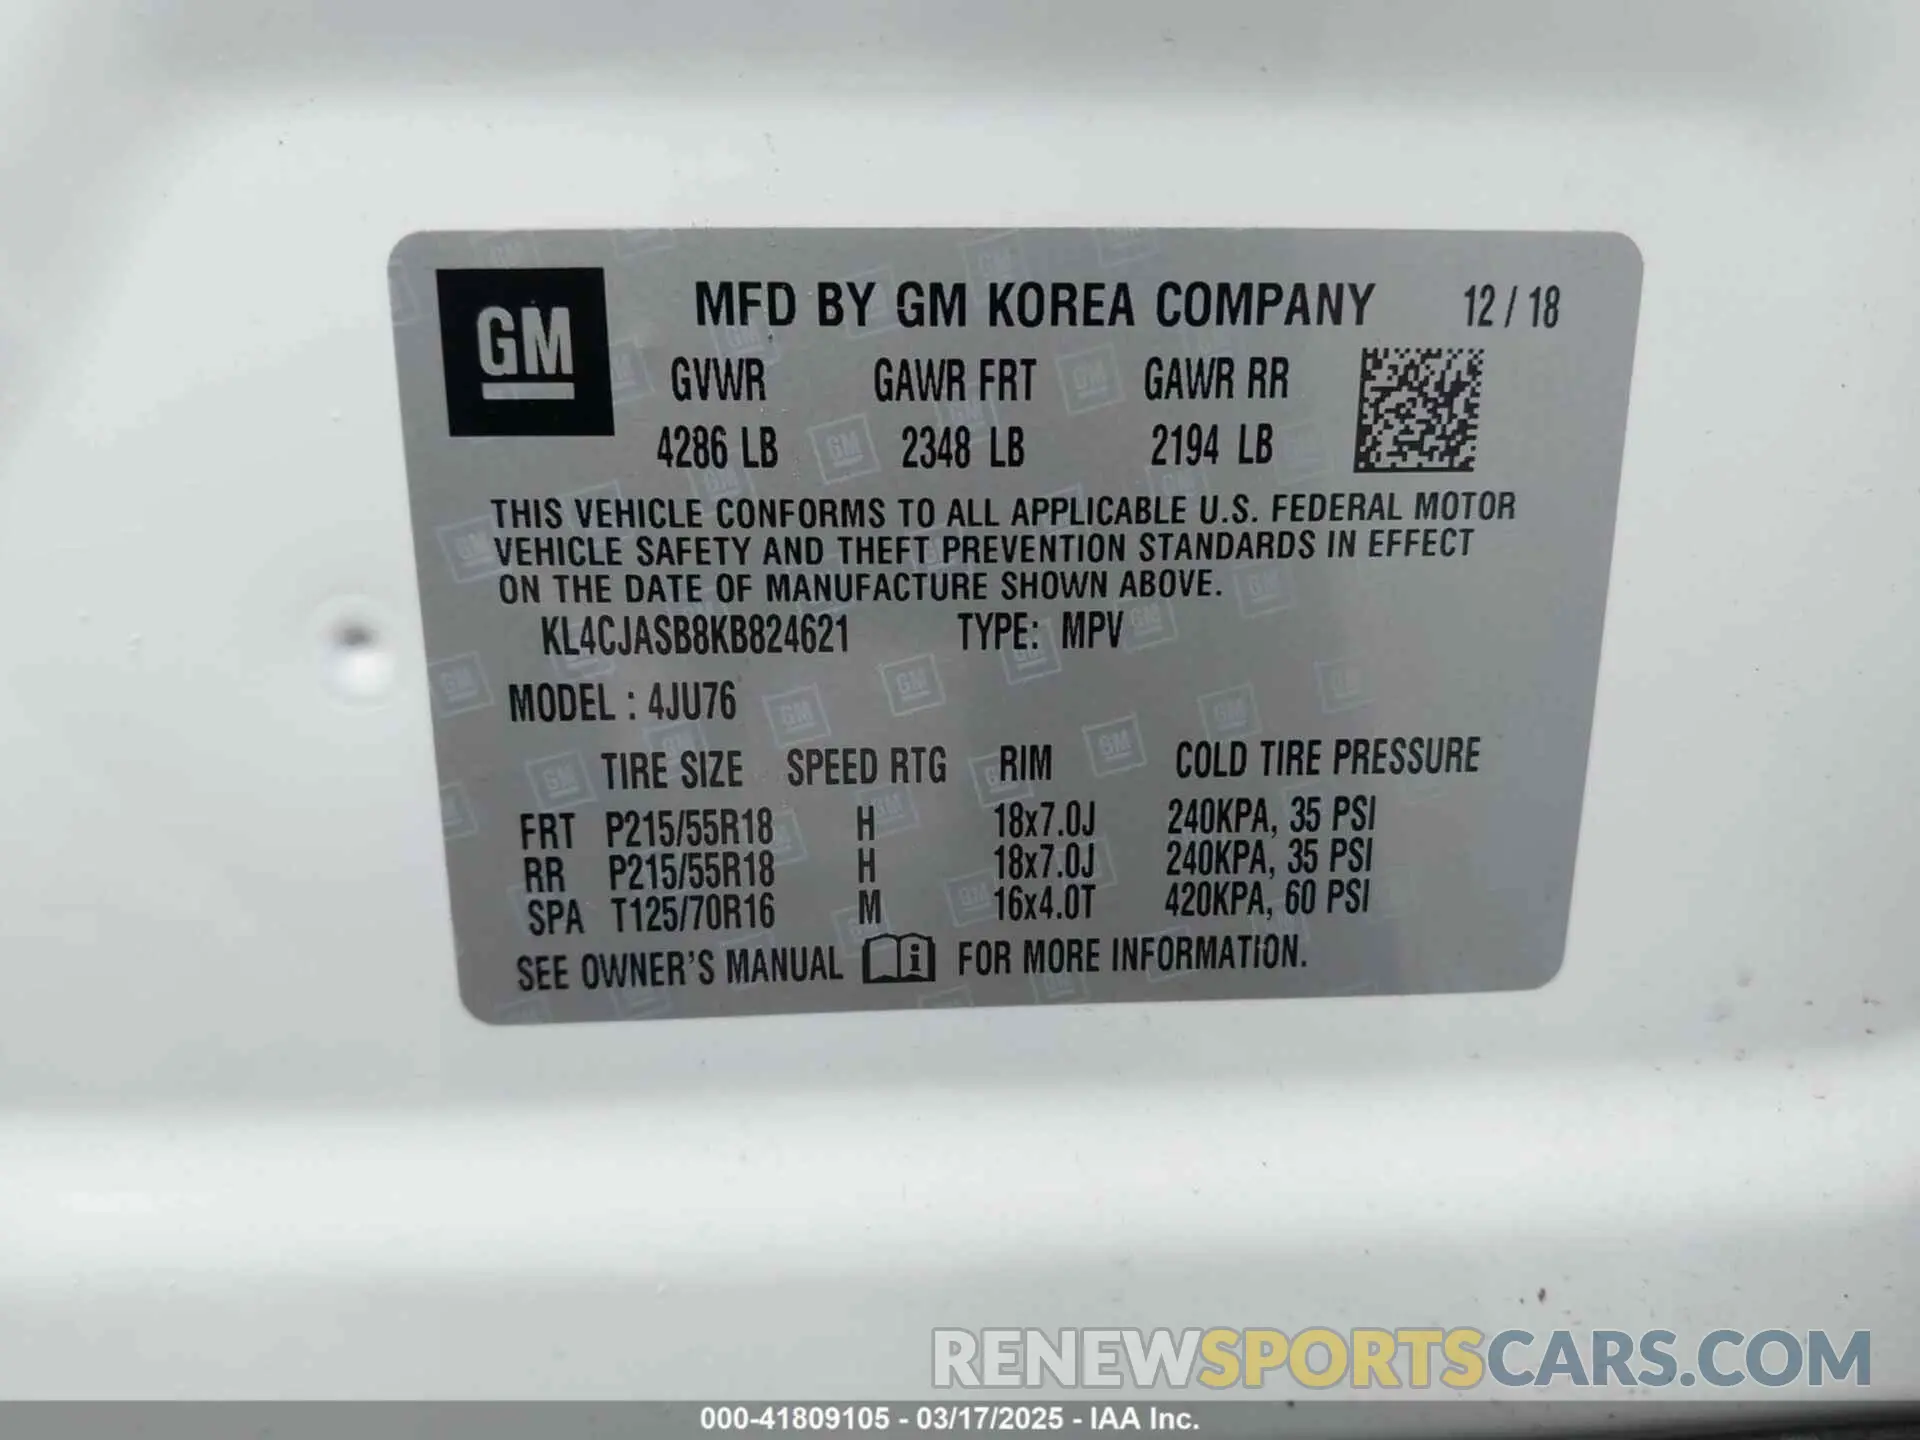 GM
MFD BY GM KOREA COMPANY 12 / 18
GVWR GAWR FRT GAWR RR
4286 LB 2348 LB 2194 LB
THIS VEHICLE CONFORMS TO ALL APPLICABLE U.S. FEDERAL MOTOR
VEHICLE SAFETY AND THEFT PREVENTION STANDARDS IN EFFECT
ON THE DATE OF MANUFACTURE SHOWN ABOVE.
KL4CJASB8KB824621 TYPE: MPV
MODEL : 4JU76
TIRE SIZE SPEED RTG RIM COLD TIRE PRESSURE
FRT P215/55R18 H 18x7.0J 240KPA, 35 PSI
RR P215/55R18 H 18x7.0J 240KPA, 35 PSI
SPA T125/70R16 M 16x4.0T 420KPA, 60 PSI
SEE OWNER'S MANUAL i FOR MORE INFORMATION.
RENEWSPORTSCARS.COM
000-41809105 - 03/17/2025 - IAA Inc.